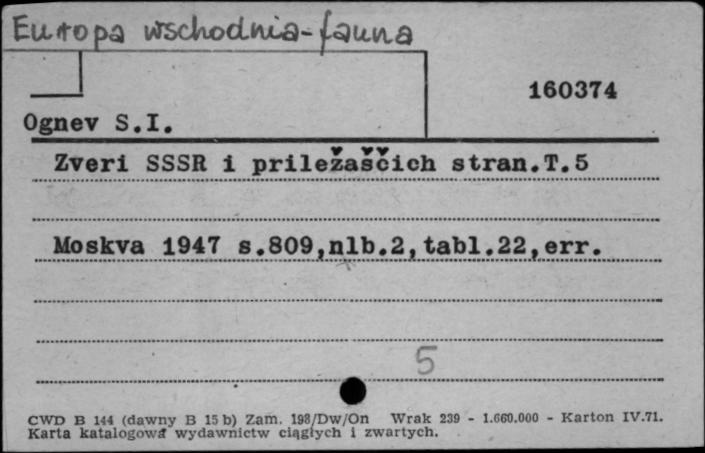 Europa wschodnia-fauna
160374
Ognev S.I.
Zveri SSSR i priležaščich stran.T.5
Moskva 1947 s.809,nlb.2,tabl.22,err.
5
CWD B 144 (dawny B 15 b) Zam. 198/Dw/On Wrak 239 - 1.660.000 - Karton IV.71.
Karta katalogowa wydawnictw ciągłych i zwartych.